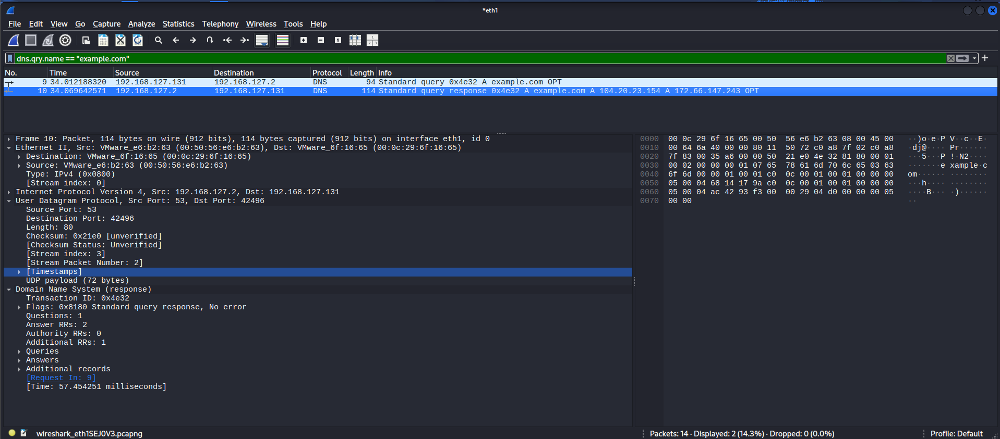 *eth1
File Edit View Go Capture Analyze Statistics Telephony Wireless Tools Help
dns.qry.name == "example.com"
No. Time Source Destination Protocol Length Info
9 34.012188320 192.168.127.131 192.168.127.2 DNS 94 Standard query 0x4e32 A example.com OPT
10 34.069642571 192.168.127.2 192.168.127.131 DNS 114 Standard query response 0x4e32 A example.com A 104.20.23.154 A 172.66.147.243 OPT
Frame 10: Packet, 114 bytes on wire (912 bits), 114 bytes captured (912 bits) on interface eth1, id 0
Ethernet II, Src: VMware_e6:b2:63 (00:50:56:e6:b2:63), Dst: VMware_6f:16:65 (00:0c:29:6f:16:65)
Destination: VMware_6f:16:65 (00:0c:29:6f:16:65)
Source: VMware_e6:b2:63 (00:50:56:e6:b2:63)
Type: IPv4 (0x0800)
[Stream index: 0]
Internet Protocol Version 4, Src: 192.168.127.2, Dst: 192.168.127.131
User Datagram Protocol, Src Port: 53, Dst Port: 42496
Source Port: 53
Destination Port: 42496
Length: 80
Checksum: 0x21e0 [unverified]
[Checksum Status: Unverified]
[Stream index: 3]
[Stream Packet Number: 2]
[Timestamps]
UDP payload (72 bytes)
Domain Name System (response)
Transaction ID: 0x4e32
Flags: 0x8180 Standard query response, No error
Questions: 1
Answer RRs: 2
Authority RRs: 0
Additional RRs: 1
Queries
Answers
Additional records
[Request In: 9]
[Time: 57.454251 milliseconds]
0000 00 0c 29 6f 16 65 00 50 56 e6 b2 63 08 00 45 00 ··)o·e·P V··c··E·
0010 00 64 6a 40 00 00 80 11 50 72 c0 a8 7f 02 c0 a8 ·dj@···· Pr······
0020 7f 83 00 35 a6 00 00 50 21 e0 4e 32 81 80 00 01 ···5···P !·N2····
0030 00 02 00 00 00 01 07 65 78 61 6d 70 6c 65 03 63 ·······e xample·c
0040 6f 6d 00 00 01 00 01 c0 0c 00 01 00 01 00 00 00 om······ ········
0050 05 00 04 68 14 17 9a c0 0c 00 01 00 01 00 00 00 ···h···· ········
0060 05 00 04 ac 42 93 f3 00 00 29 04 d0 00 00 00 05 ····B··· ·)······
0070 00 00 ··
wireshark_eth1SEJ0V3.pcapng Packets: 14 · Displayed: 2 (14.3%) · Dropped: 0 (0.0%) Profile: Default